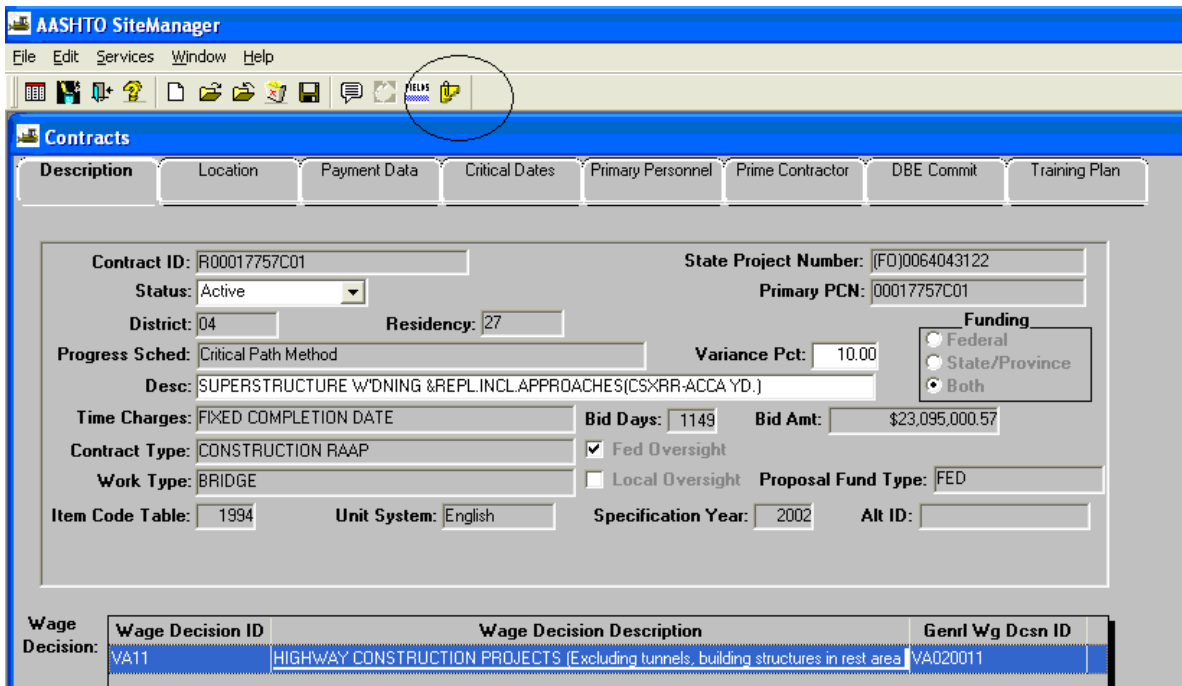 AASHTO SiteManager
File Edit Services Window Help
FIELDS
Contracts
Description Location Payment Data Critical Dates Primary Personnel Prime Contractor DBE Commit Training Plan
Contract ID: R00017757C01 State Project Number: (FO)0064043122
Status: Active Primary PCN: 00017757C01
District: 04 Residency: 27 Funding
Federal
Progress Sched: Critical Path Method Variance Pct: 10.00 State/Province
Desc: SUPERSTRUCTURE W'DNING &REPL.INCL.APPROACHES(CSXRR-ACCA YD.) Both
Time Charges: FIXED COMPLETION DATE Bid Days: 1149 Bid Amt: $23,095,000.57
Contract Type: CONSTRUCTION RAAP Fed Oversight
Work Type: BRIDGE Local Oversight Proposal Fund Type: FED
Item Code Table: 1994 Unit System: English Specification Year: 2002 Alt ID:
Wage Decision: Wage Decision ID Wage Decision Description Genrl Wg Dcsn ID
VA11 HIGHWAY CONSTRUCTION PROJECTS (Excluding tunnels, building structures in rest area VA020011